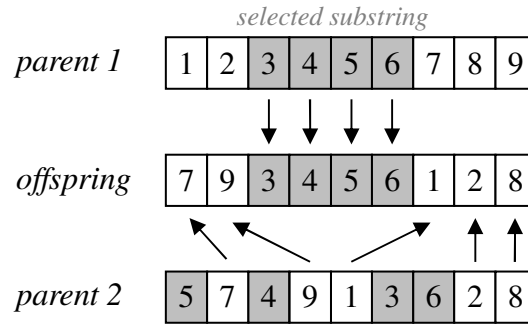 selected substring
parent 1 1 2 3 4 5 6 7 8 9
offspring 7 9 3 4 5 6 1 2 8
parent 2 5 7 4 9 1 3 6 2 8